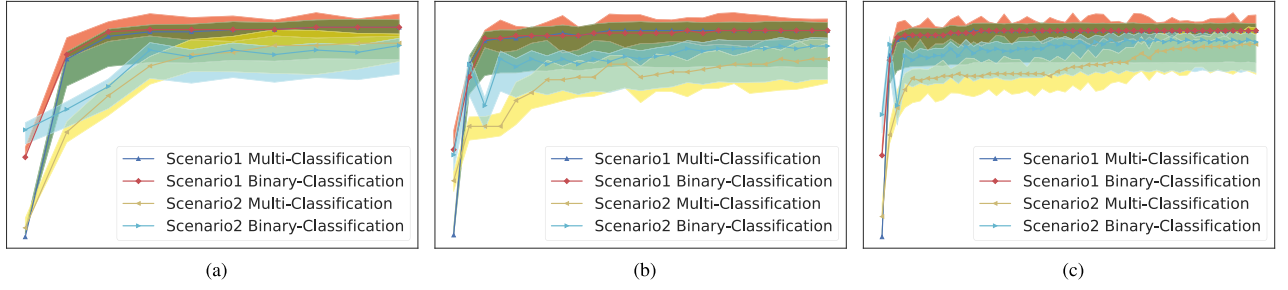 Scenario1 Multi-Classification
Scenario1 Binary-Classification
Scenario2 Multi-Classification
Scenario2 Binary-Classification
(a)
Scenario1 Multi-Classification
Scenario1 Binary-Classification
Scenario2 Multi-Classification
Scenario2 Binary-Classification
(b)
Scenario1 Multi-Classification
Scenario1 Binary-Classification
Scenario2 Multi-Classification
Scenario2 Binary-Classification
(c)